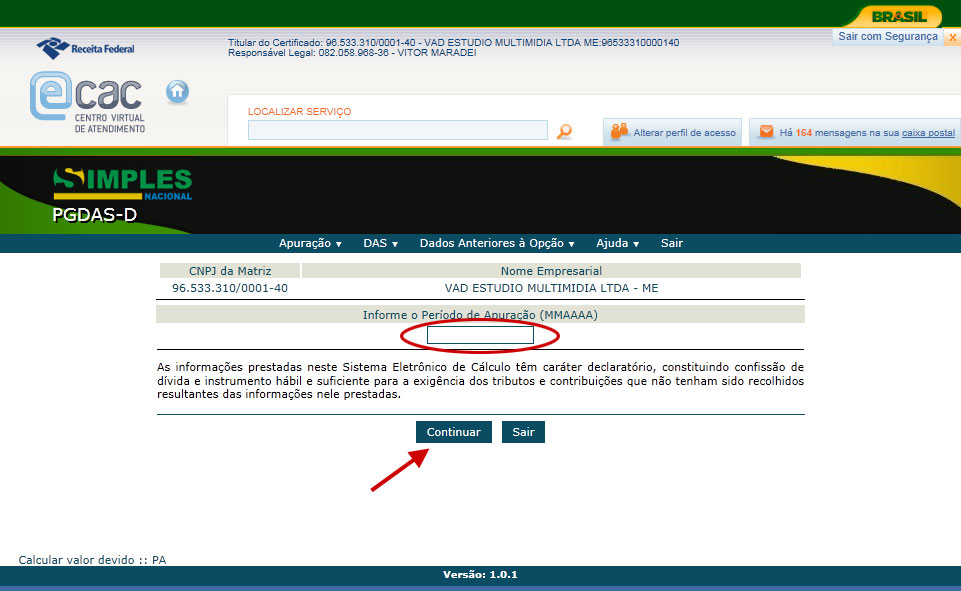 BRASIL
Sair com Segurança x
Receita Federal
Titular do Certificado: 96.533.310/0001-40 - VAD ESTUDIO MULTIMIDIA LTDA ME:96533310000140
Responsável Legal: 082.058.968-36 - VITOR MARADEI
e cac
CENTRO VIRTUAL
DE ATENDIMENTO
LOCALIZAR SERVIÇO
Alterar perfil de acesso
Há 164 mensagens na sua caixa postal
SIMPLES
NACIONAL
PGDAS-D
Apuração ▾ DAS ▾ Dados Anteriores à Opção ▾ Ajuda ▾ Sair
CNPJ da Matriz Nome Empresarial
96.533.310/0001-40 VAD ESTUDIO MULTIMIDIA LTDA - ME
Informe o Período de Apuração (MMAAAA)
As informações prestadas neste Sistema Eletrônico de Cálculo têm caráter declaratório, constituindo confissão de
dívida e instrumento hábil e suficiente para a exigência dos tributos e contribuições que não tenham sido recolhidos
resultantes das informações nele prestadas.
Continuar Sair
Calcular valor devido :: PA
Versão: 1.0.1